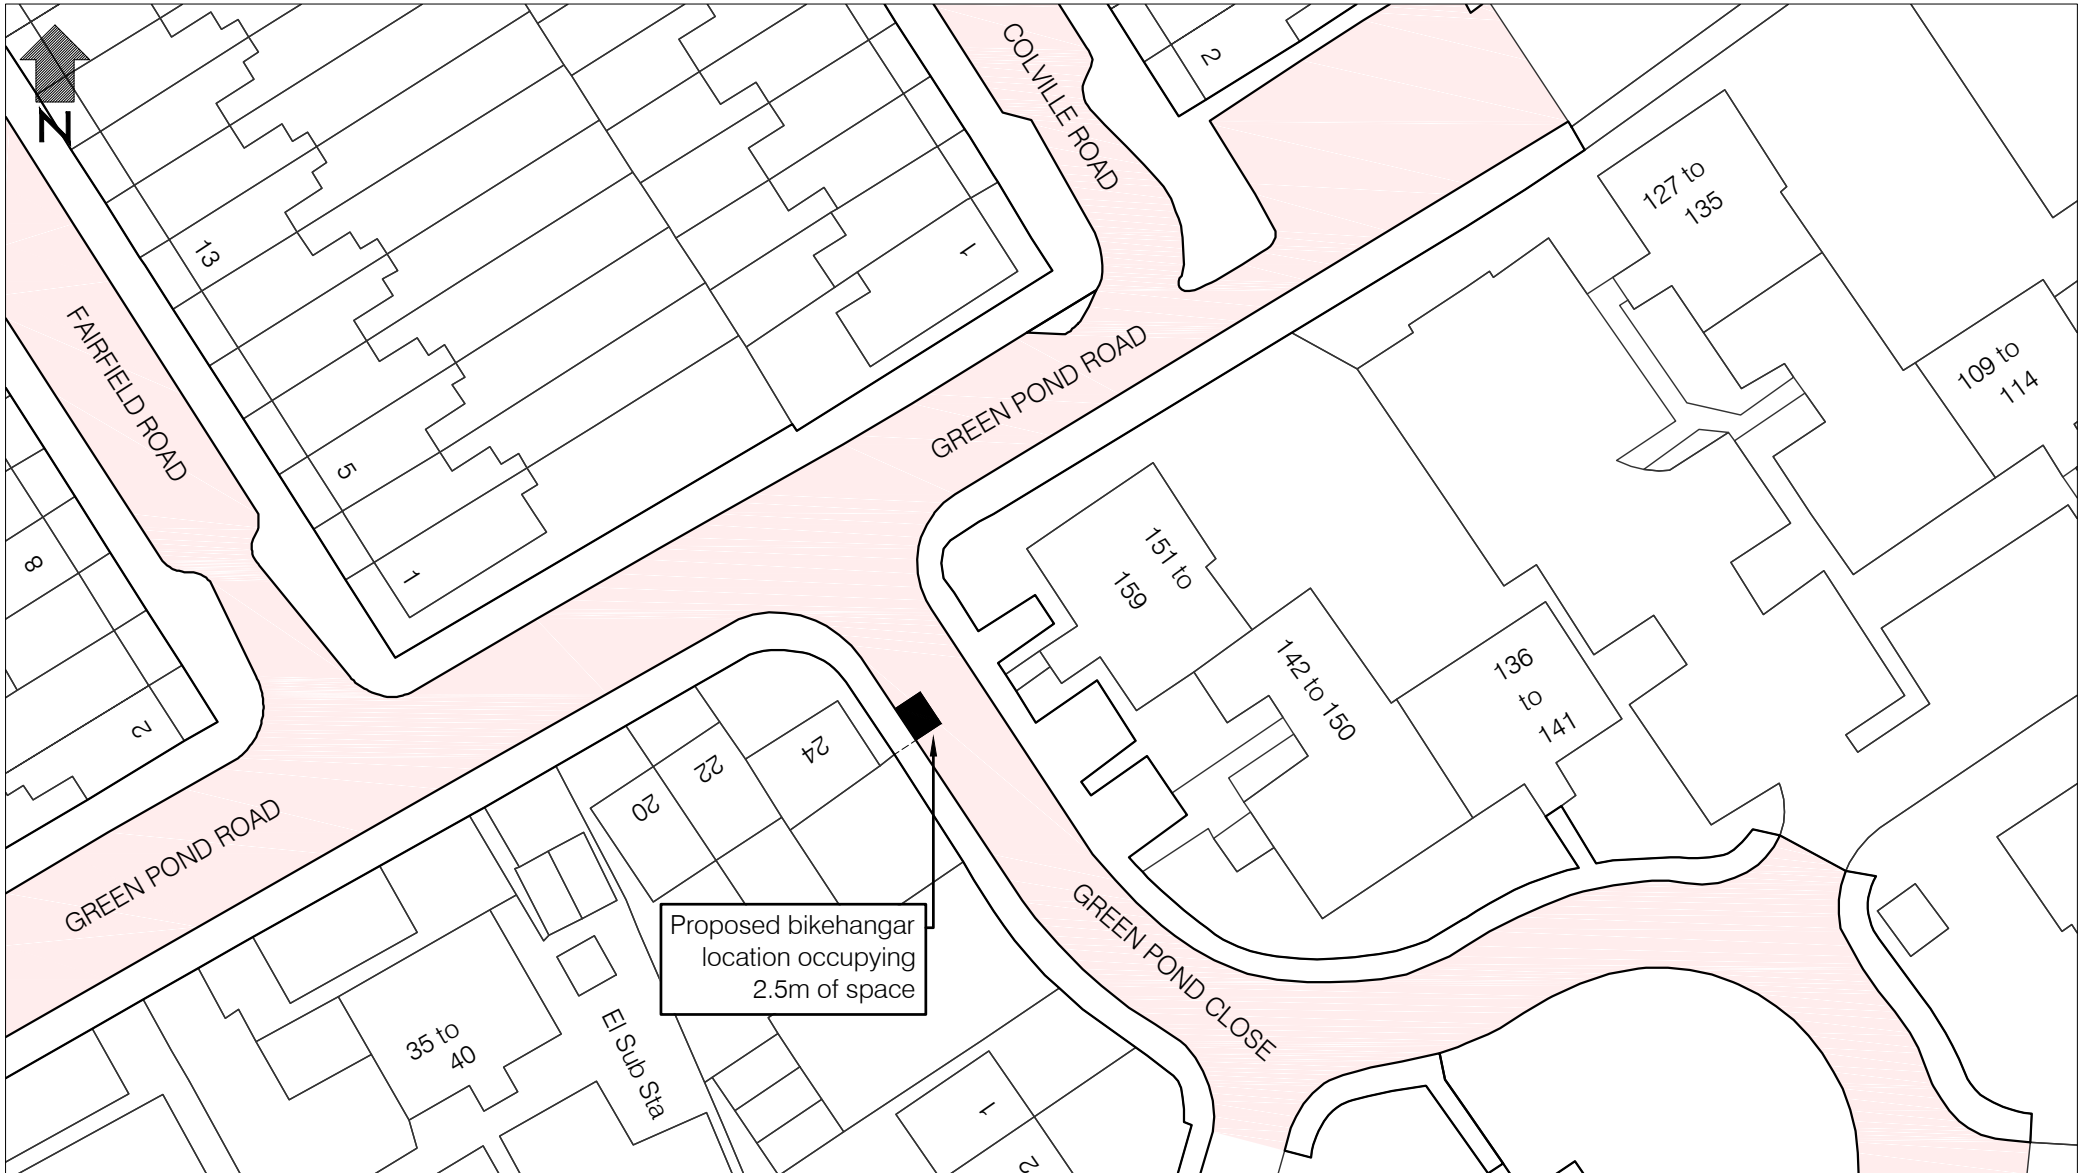 N
COLVILLE ROAD
2
127 to
135
13
1
FAIRFIELD ROAD
GREEN POND ROAD
109 to
114
5
8
1
151 to
159
142 to 150
136
to
141
2
24
22
20
GREEN POND ROAD
Proposed bikehangar
location occupying
2.5m of space
GREEN POND CLOSE
35 to
40
El Sub Sta
1
2